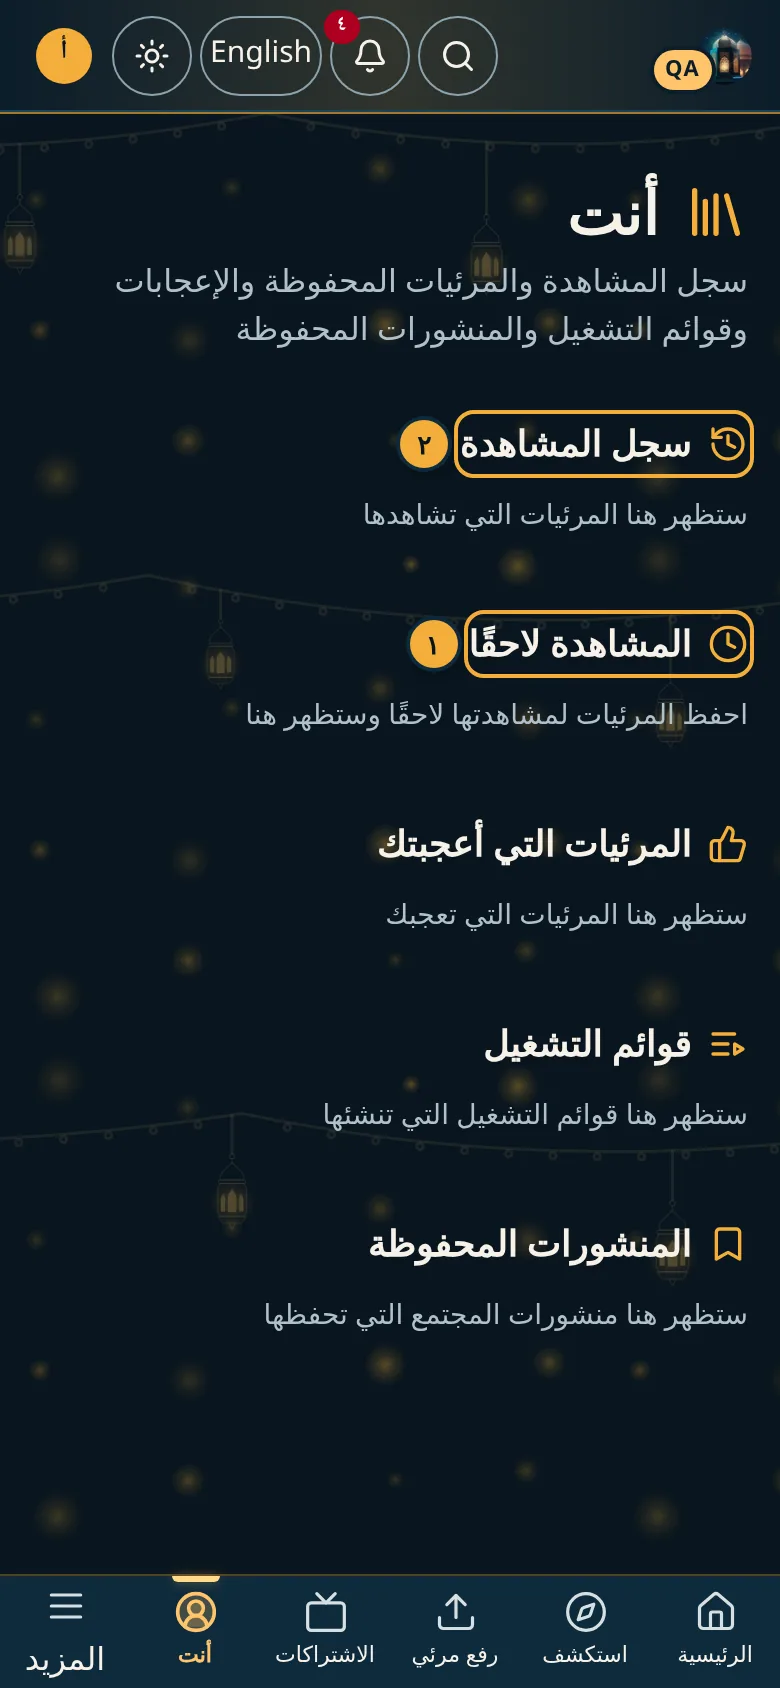 QA
٤
English
أ
أنت
سجل المشاهدة والمرئيات المحفوظة والإعجابات
وقوائم التشغيل والمنشورات المحفوظة
سجل المشاهدة
٢
ستظهر هنا المرئيات التي تشاهدها
المشاهدة لاحقًا
١
احفظ المرئيات لمشاهدتها لاحقًا وستظهر هنا
المرئيات التي أعجبتك
ستظهر هنا المرئيات التي تعجبك
قوائم التشغيل
ستظهر هنا قوائم التشغيل التي تنشئها
المنشورات المحفوظة
ستظهر هنا منشورات المجتمع التي تحفظها
الرئيسية
استكشف
رفع مرئي
الاشتراكات
أنت
المزيد